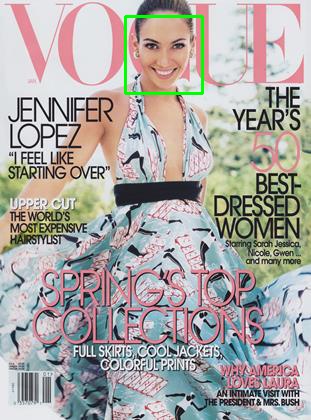 VOGUE
JAN
JENNIFER
LOPEZ
"I FEEL LIKE
STARTING OVER"
UPPER CUT
THE WORLD'S
MOST EXPENSIVE
HAIRSTYLIST
THE
YEAR'S
50
BEST-
DRESSED
WOMEN
Starring Sarah Jessica,
Nicole, Gwen ...
and many more
SPRING'S TOP
COLLECTIONS
FULL SKIRTS, COOL JACKETS,
COLORFUL PRINTS
WHY AMERICA
LOVES LAURA
AN INTIMATE VISIT WITH
THE PRESIDENT & MRS. BUSH